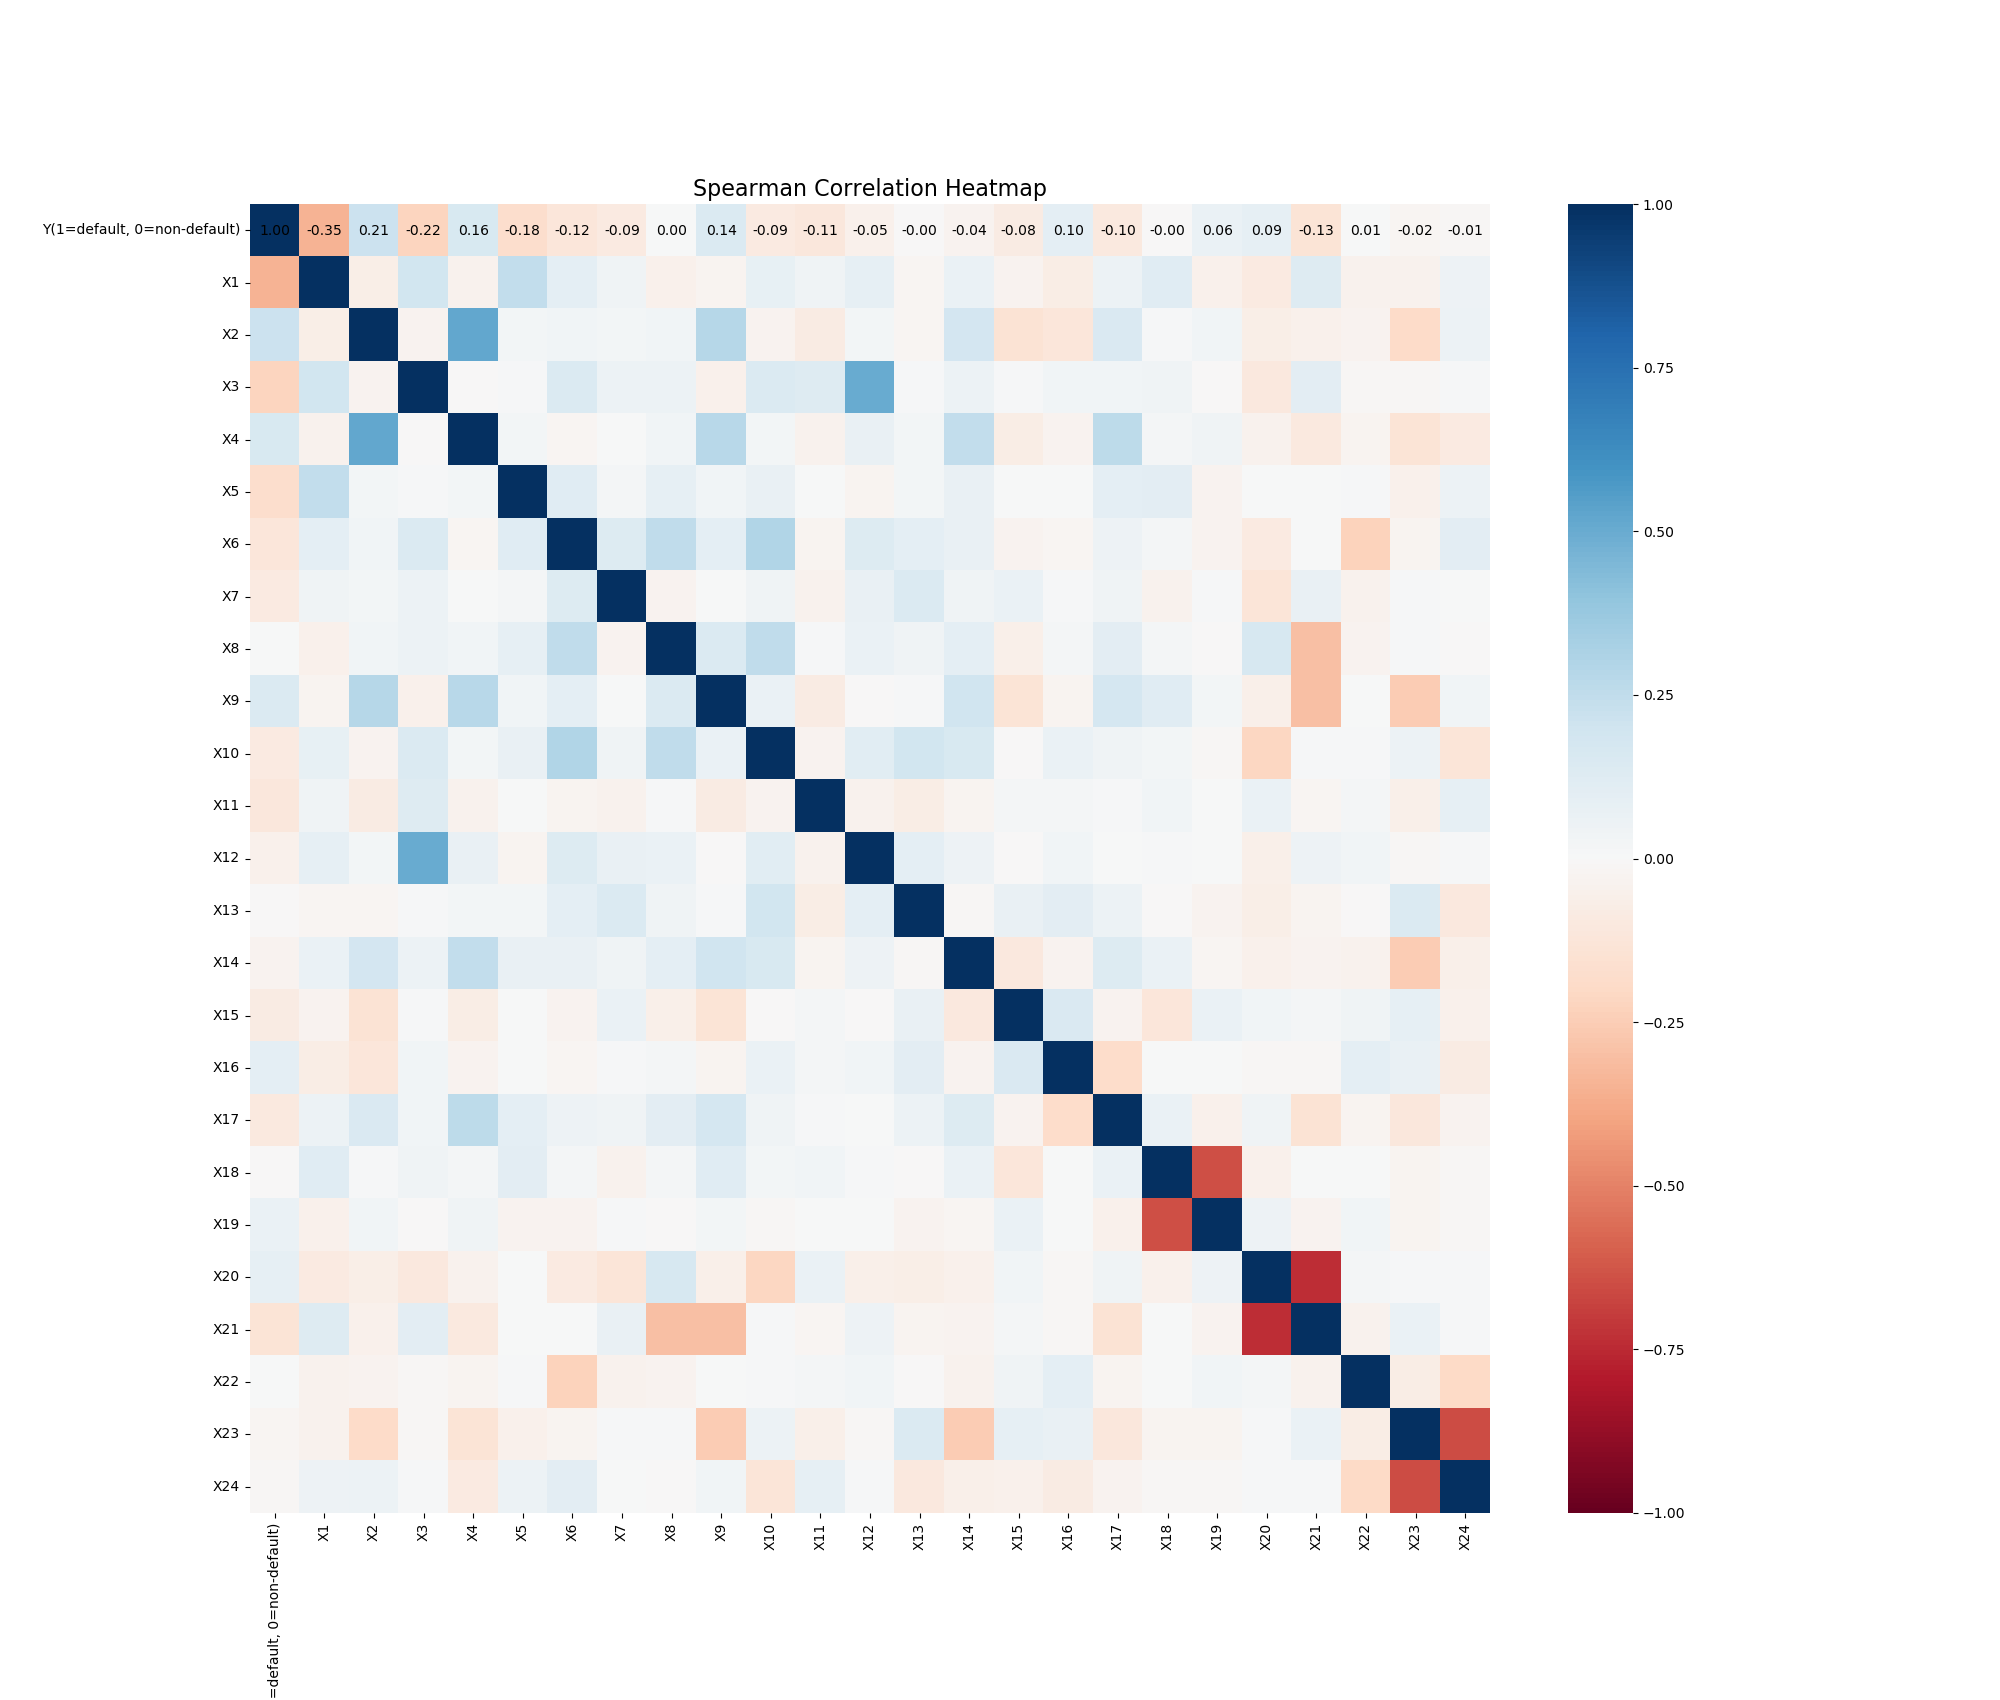 Spearman Correlation Heatmap
Y(1=default, 0=non-default)
1.00 -0.35 0.21 -0.22 0.16 -0.18 -0.12 -0.09 0.00 0.14 -0.09 -0.11 -0.05 -0.00 -0.04 -0.08 0.10 -0.10 -0.00 0.06 0.09 -0.13 0.01 -0.02 -0.01
X1
X2
X3
X4
X5
X6
X7
X8
X9
X10
X11
X12
X13
X14
X15
X16
X17
X18
X19
X20
X21
X22
X23
X24
=default, 0=non-default)
X1
X2
X3
X4
X5
X6
X7
X8
X9
X10
X11
X12
X13
X14
X15
X16
X17
X18
X19
X20
X21
X22
X23
X24
1.00
0.75
0.50
0.25
0.00
−0.25
−0.50
−0.75
−1.00